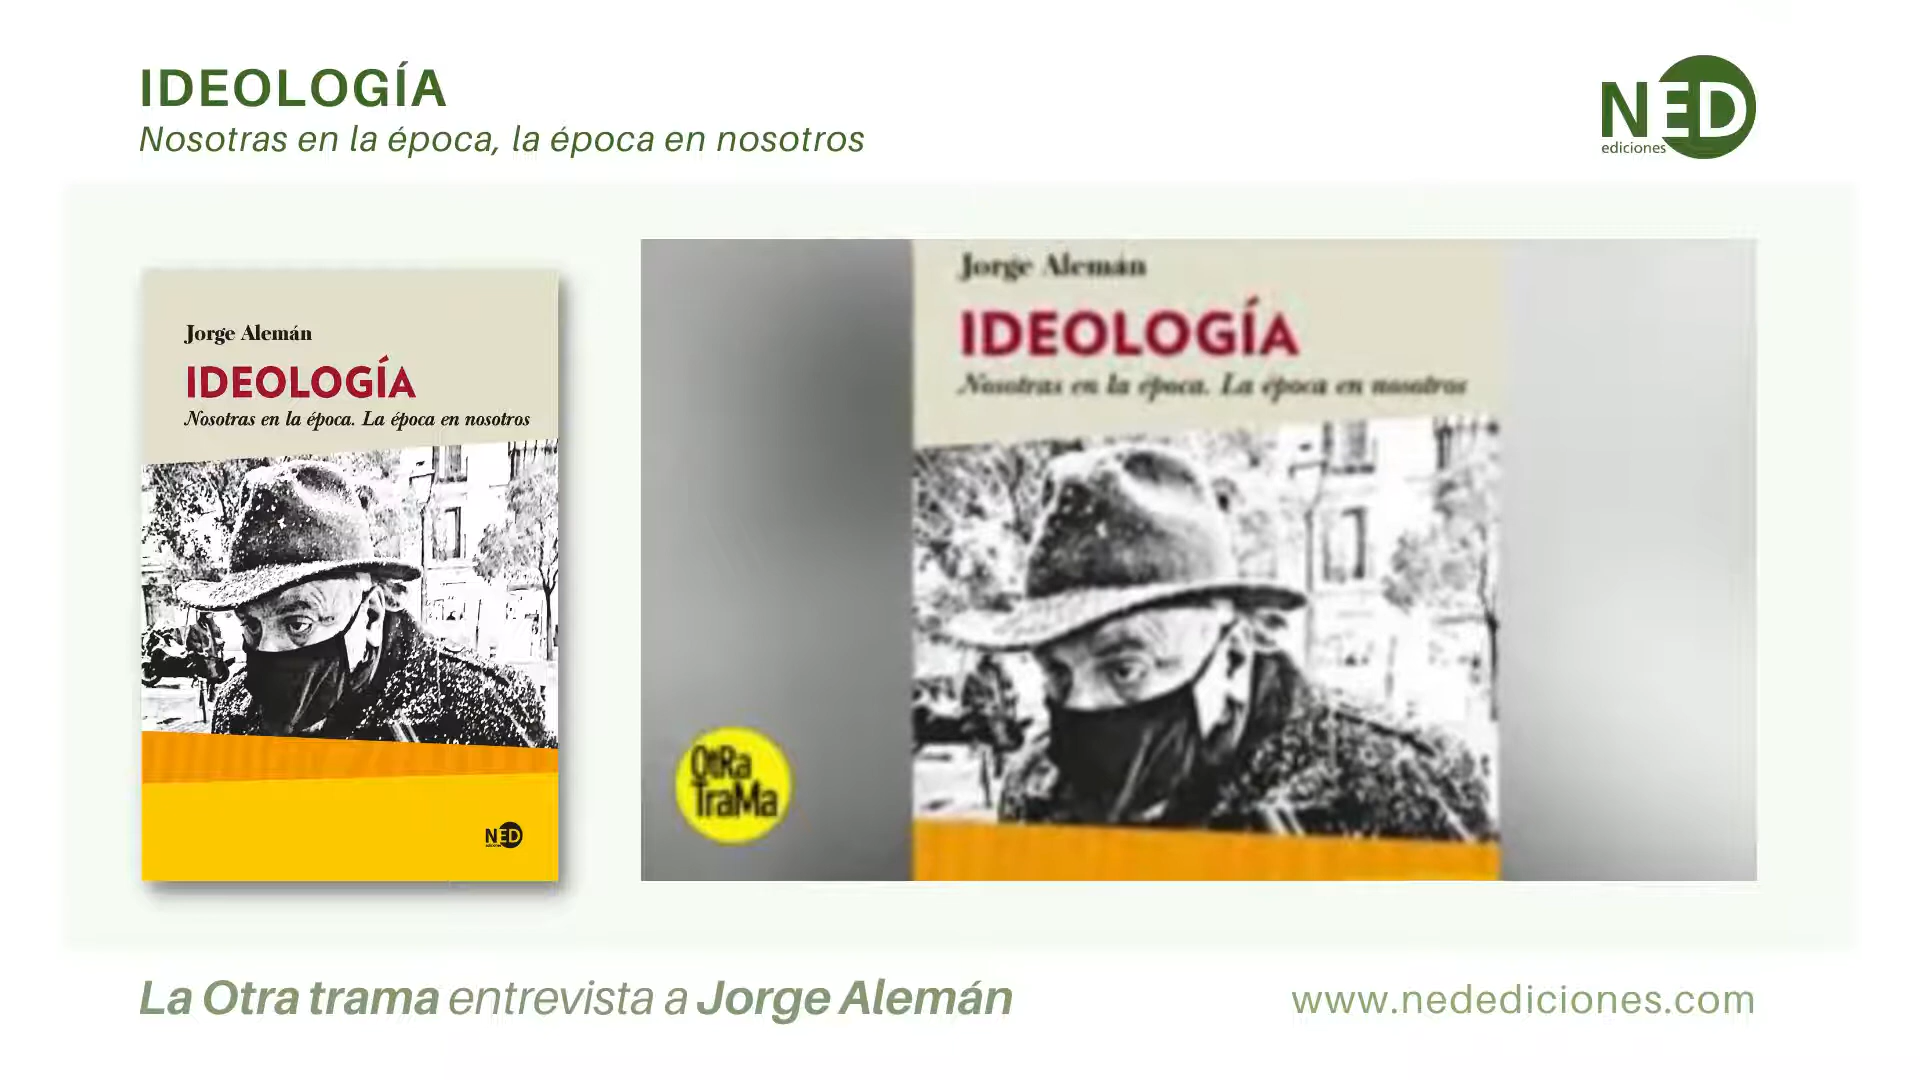 IDEOLOGÍA
Nosotras en la época, la época en nosotros
NED
ediciones
Jorge Alemán
IDEOLOGÍA
Nosotras en la época. La época en nosotros
NED
ediciones
Jorge Alemán
IDEOLOGÍA
Nosotras en la época. La época en nosotros
OtRa
TraMa
La Otra trama entrevista a Jorge Alemán
www.nedediciones.com